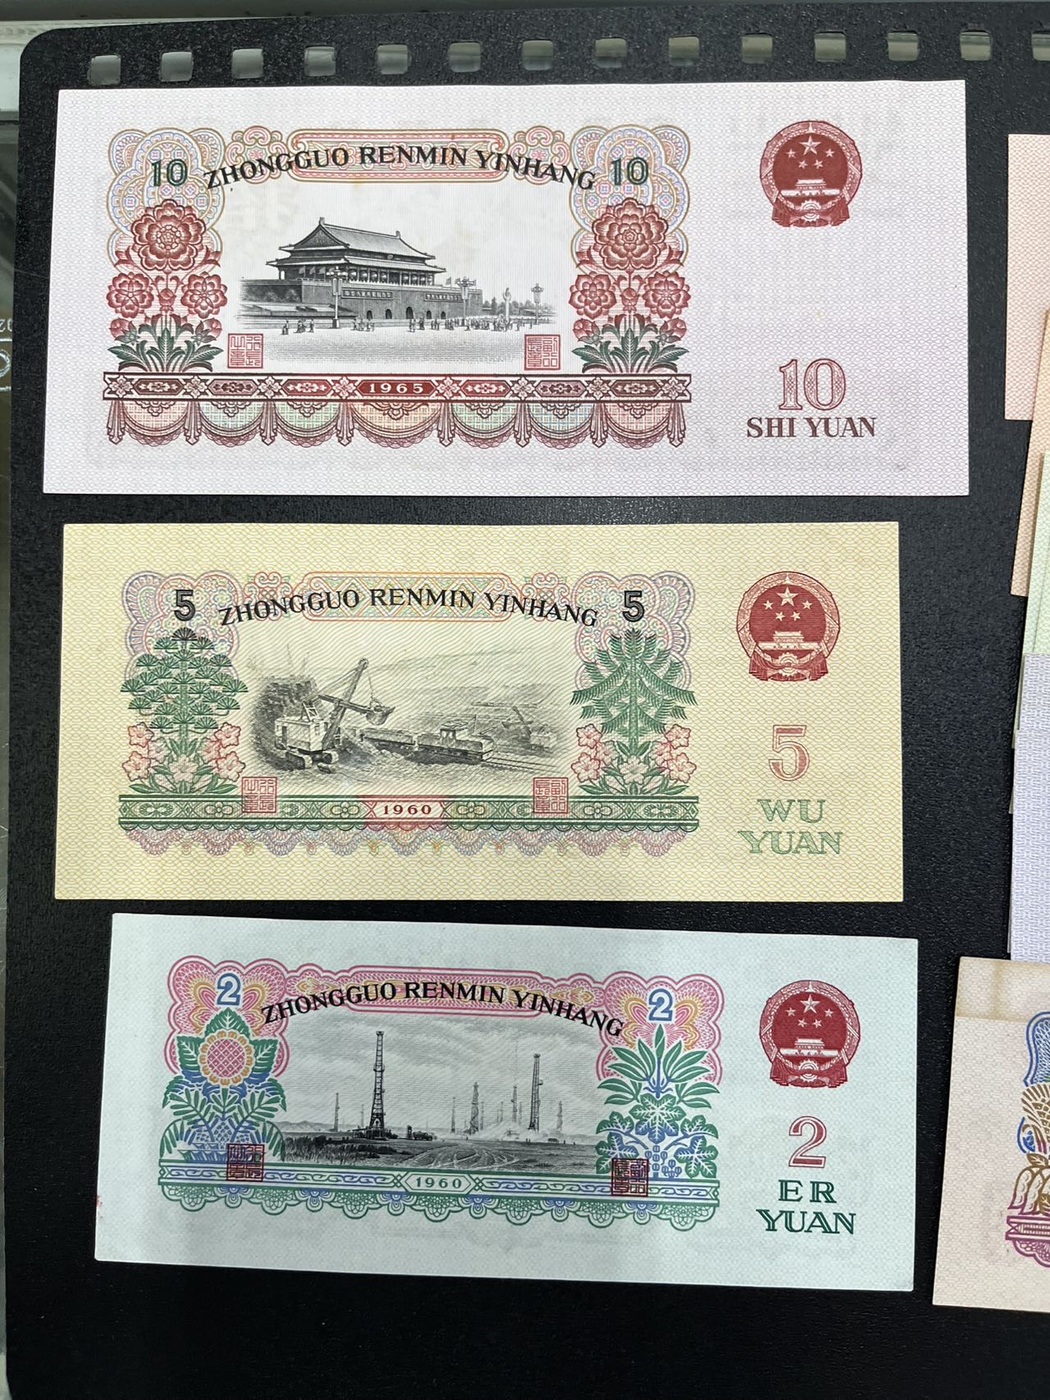 10 ZHONGGUO RENMIN YINHANG 10
1965
10
SHI YUAN
5 ZHONGGUO RENMIN YINHANG 5
1960
5
WU
YUAN
2 ZHONGGUO RENMIN YINHANG 2
1960
2
ER
YUAN